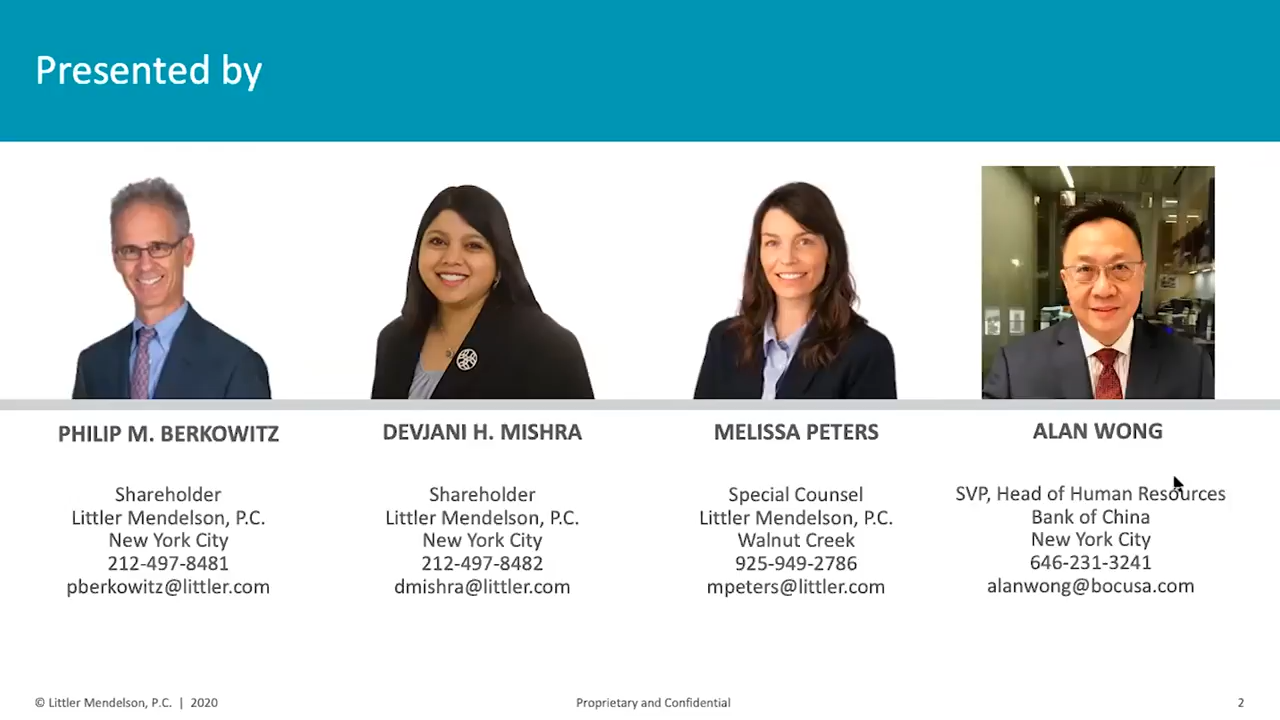 Presented by
PHILIP M. BERKOWITZ
Shareholder
Littler Mendelson, P.C.
New York City
212-497-8481
pberkowitz@littler.com
DEVJANI H. MISHRA
Shareholder
Littler Mendelson, P.C.
New York City
212-497-8482
dmishra@littler.com
MELISSA PETERS
Special Counsel
Littler Mendelson, P.C.
Walnut Creek
925-949-2786
mpeters@littler.com
ALAN WONG
SVP, Head of Human Resources
Bank of China
New York City
646-231-3241
alanwong@bocusa.com
© Littler Mendelson, P.C. | 2020
Proprietary and Confidential
2